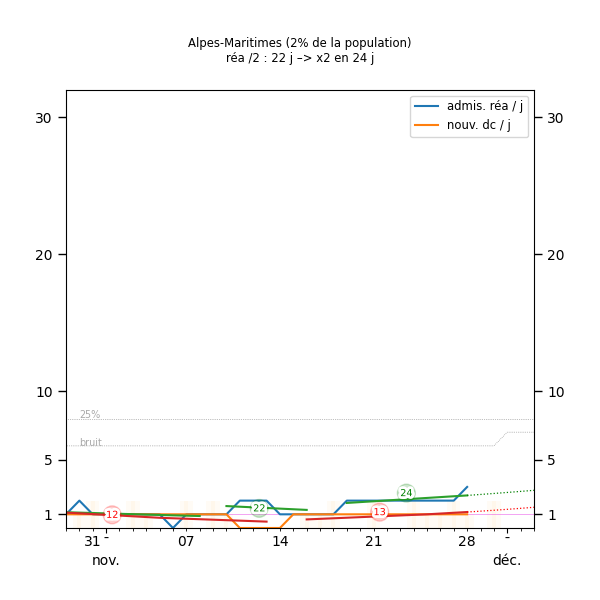 Alpes-Maritimes (2% de la population)
réa /2 : 22 j –> x2 en 24 j
admis. réa / j
nouv. dc / j
30 30
20 20
10 10
25%
bruit
5 5
24
-22
-12 13
1 1
31 - 07 14 21 28 -
nov. déc.